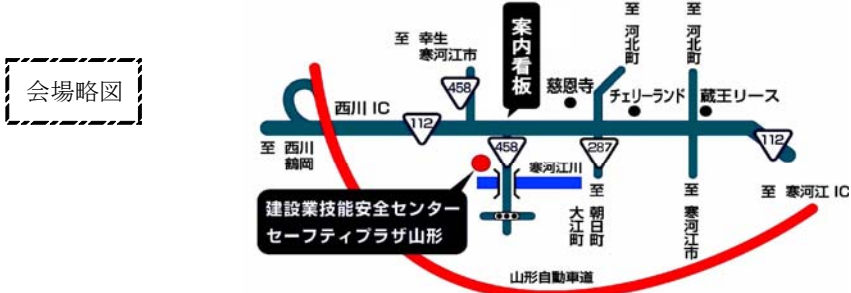 会場略図
案内看板
至 幸生
寒河江市
至 河北町
至 河北町
458
慈恩寺
チェリーランド
蔵王リース
西川 IC
112
至 西川
鶴岡
458
寒河江川
287
112
建設業技能安全センター
セーフティプラザ山形
至 朝日町
大江町
至 寒河江市
至 寒河江 IC
山形自動車道